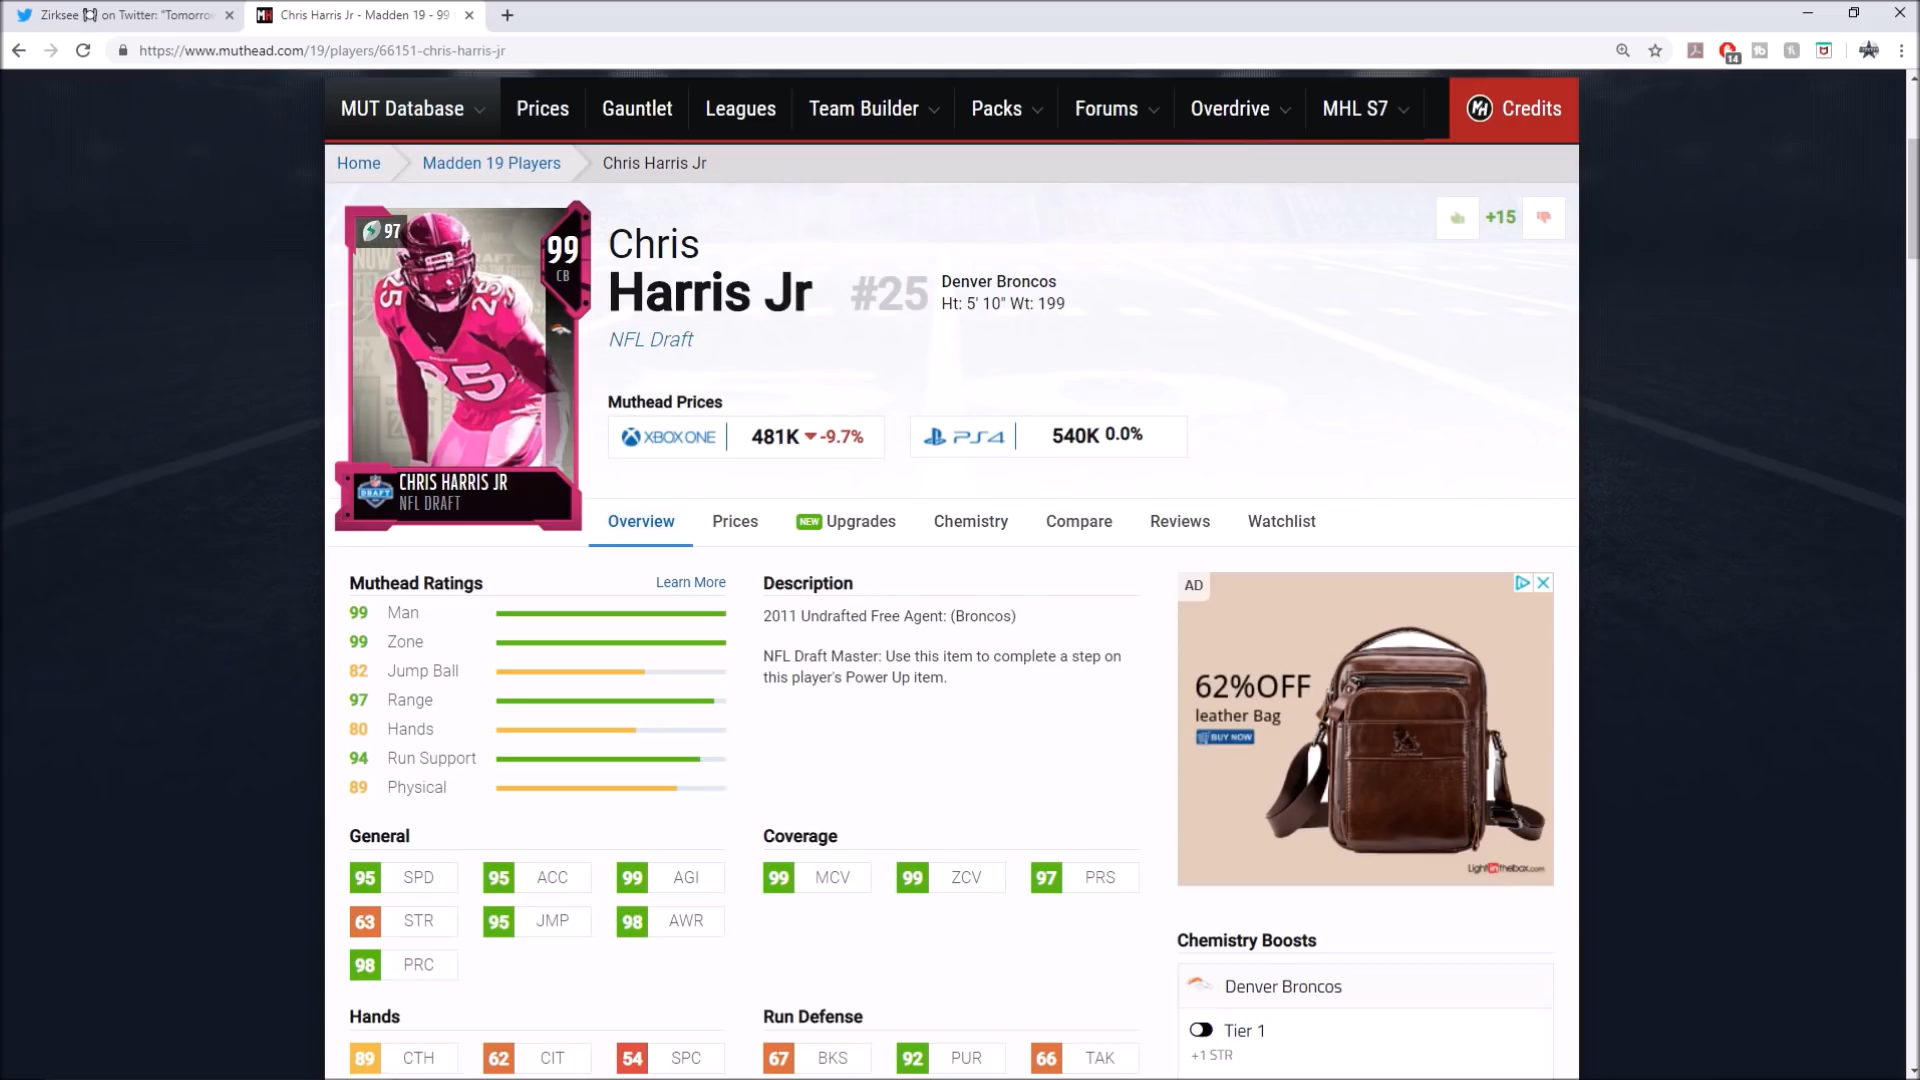 Zirksee on Twitter: "Tomorrow
Chris Harris Jr - Madden 19 - 99
https://www.muthead.com/19/players/66151-chris-harris-jr
14
MUT Database
Prices
Gauntlet
Leagues
Team Builder
Packs
Forums
Overdrive
MHL S7
Credits
Home
Madden 19 Players
Chris Harris Jr
97
99
CB
25
CHRIS HARRIS JR
NFL DRAFT
DRAFT
Chris
Harris Jr
#25
Denver Broncos
Ht: 5' 10" Wt: 199
NFL Draft
+15
Muthead Prices
XBOX ONE
481K -9.7%
PS4
540K 0.0%
Overview
Prices
NEW Upgrades
Chemistry
Compare
Reviews
Watchlist
Muthead Ratings
Learn More
99 Man
99 Zone
82 Jump Ball
97 Range
80 Hands
94 Run Support
89 Physical
Description
2011 Undrafted Free Agent: (Broncos)
NFL Draft Master: Use this item to complete a step on
this player's Power Up item.
AD
62%OFF
leather Bag
BUY NOW
Lightinthebox.com
General
95 SPD
95 ACC
99 AGI
63 STR
95 JMP
98 AWR
98 PRC
Coverage
99 MCV
99 ZCV
97 PRS
Hands
89 CTH
62 CIT
54 SPC
Run Defense
67 BKS
92 PUR
66 TAK
Chemistry Boosts
Denver Broncos
Tier 1
+1 STR